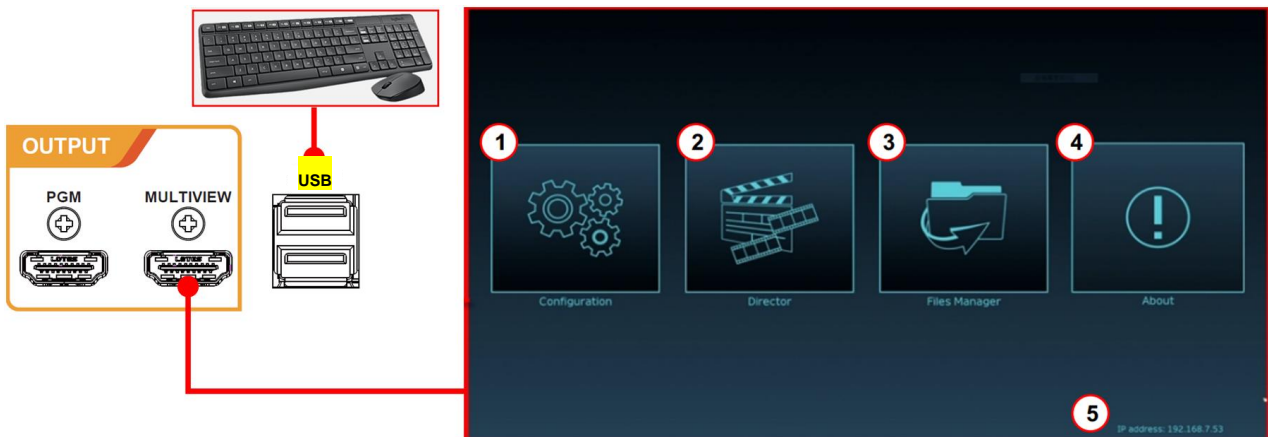 OUTPUT
PGM
MULTIVIEW
USB
1
2
3
4
Configuration
Director
Files Manager
About
5
IP address: 192.168.7.53